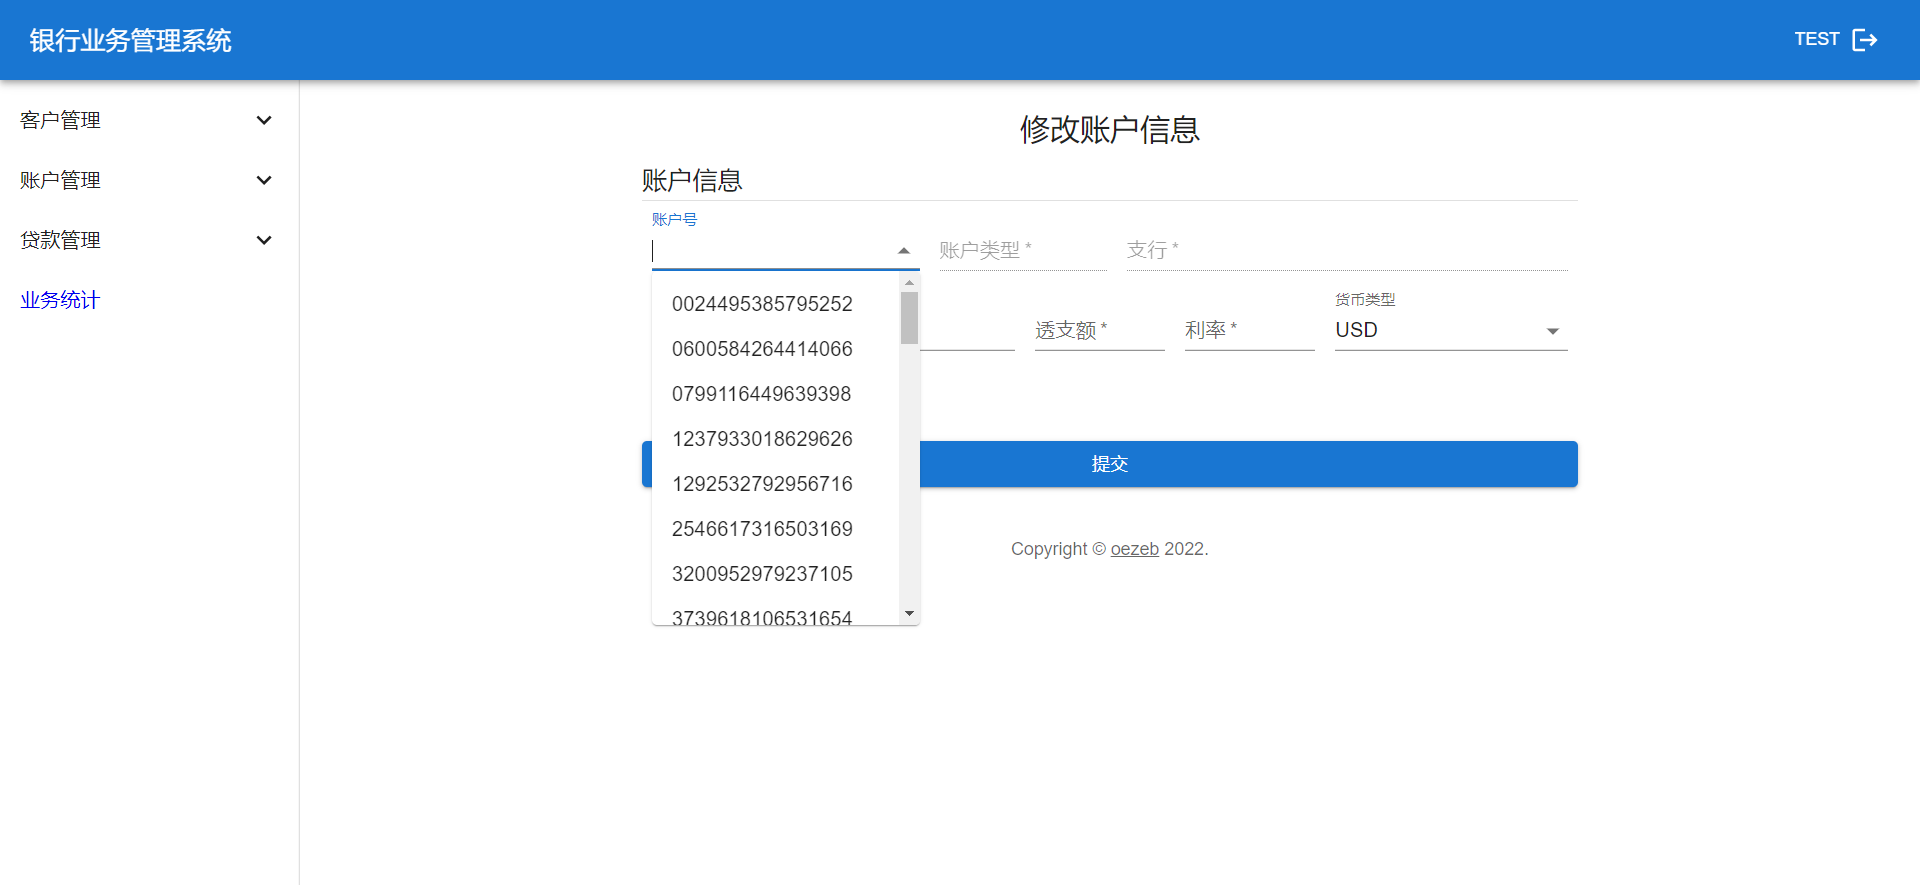 银行业务管理系统
TEST
客户管理
账户管理
贷款管理
业务统计
修改账户信息
账户信息
账户号
账户类型 *
支行 *
0024495385795252
0600584264414066
0799116449639398
1237933018629626
1292532792956716
2546617316503169
3200952979237105
3739618106531654
透支额 *
利率 *
货币类型
USD
提交
Copyright © oezeb 2022.